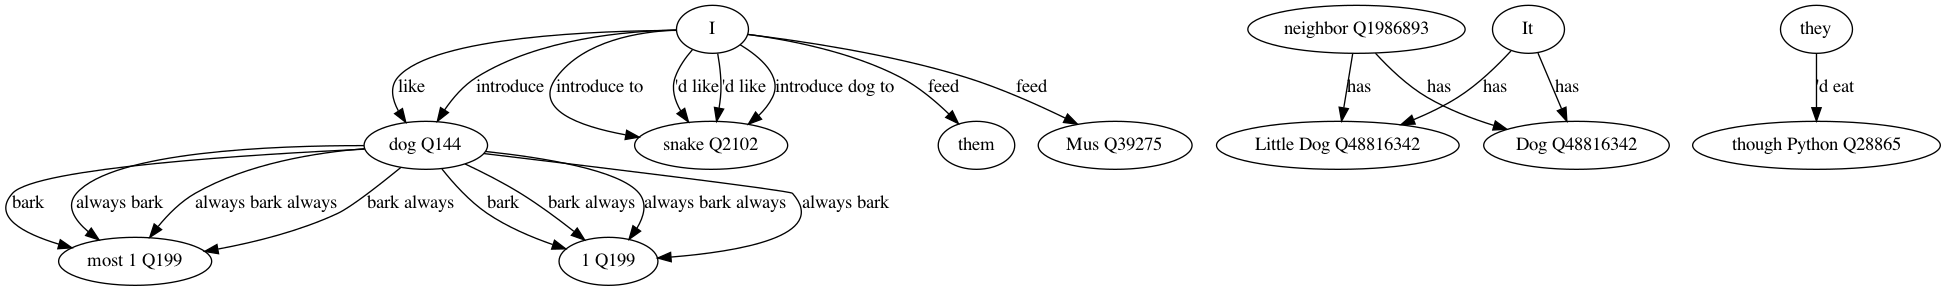 I
neighbor Q1986893
It
they
like
introduce
introduce to
'd like
'd like
introduce dog to
feed
feed
has
has
has
has
'd eat
dog Q144
snake Q2102
them
Mus Q39275
Little Dog Q48816342
Dog Q48816342
though Python Q28865
bark
always bark
always bark always
bark always
bark
bark always
always bark always
always bark
most 1 Q199
1 Q199